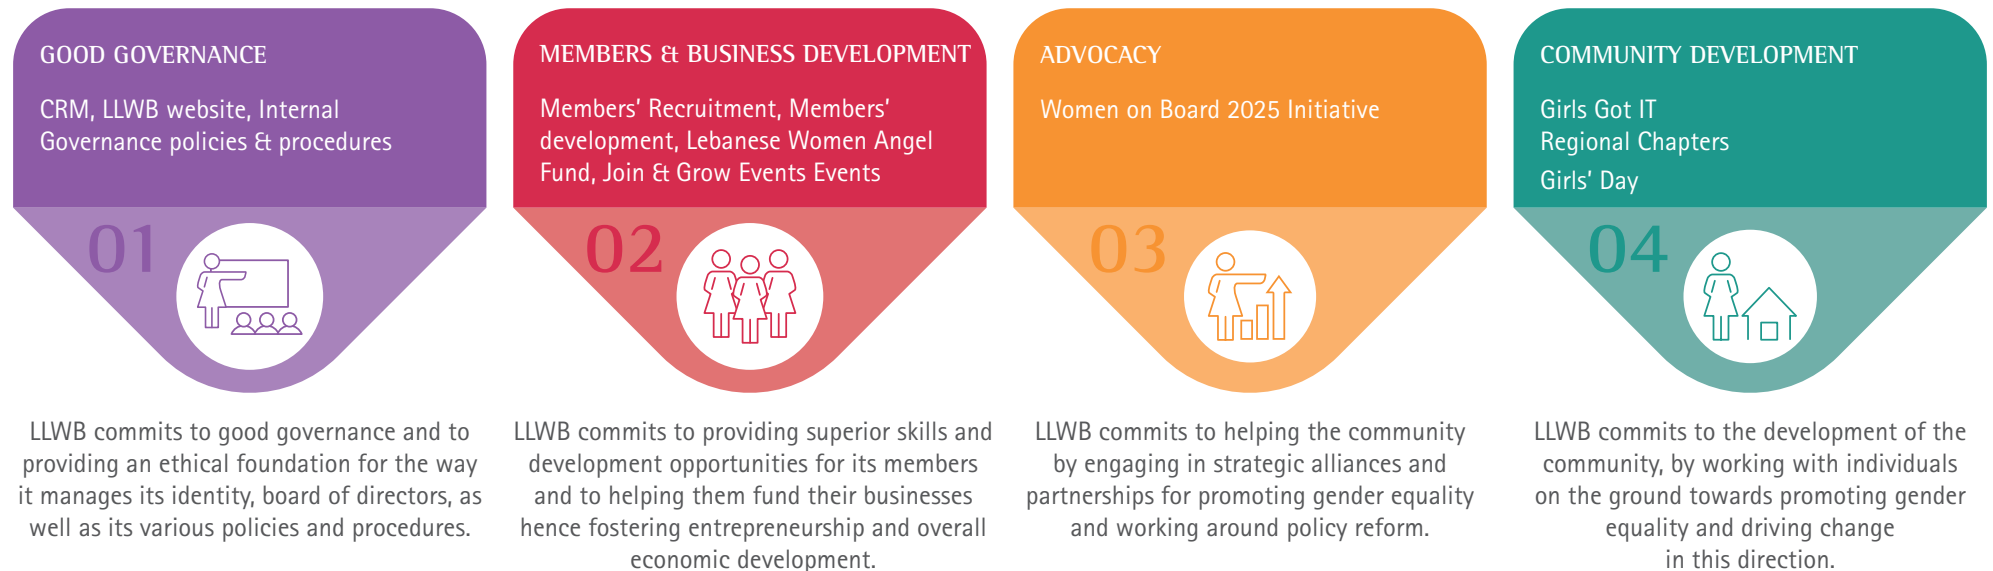 GOOD GOVERNANCE
CRM, LLWB website, Internal
Governance policies & procedures
01
LLWB commits to good governance and to
providing an ethical foundation for the way
it manages its identity, board of directors, as
well as its various policies and procedures.
MEMBERS & BUSINESS DEVELOPMENT
Members' Recruitment, Members'
development, Lebanese Women Angel
Fund, Join & Grow Events Events
02
LLWB commits to providing superior skills and
development opportunities for its members
and to helping them fund their businesses
hence fostering entrepreneurship and overall
economic development.
ADVOCACY
Women on Board 2025 Initiative
03
LLWB commits to helping the community
by engaging in strategic alliances and
partnerships for promoting gender equality
and working around policy reform.
COMMUNITY DEVELOPMENT
Girls Got IT
Regional Chapters
Girls' Day
04
LLWB commits to the development of the
community, by working with individuals
on the ground towards promoting gender
equality and driving change
in this direction.